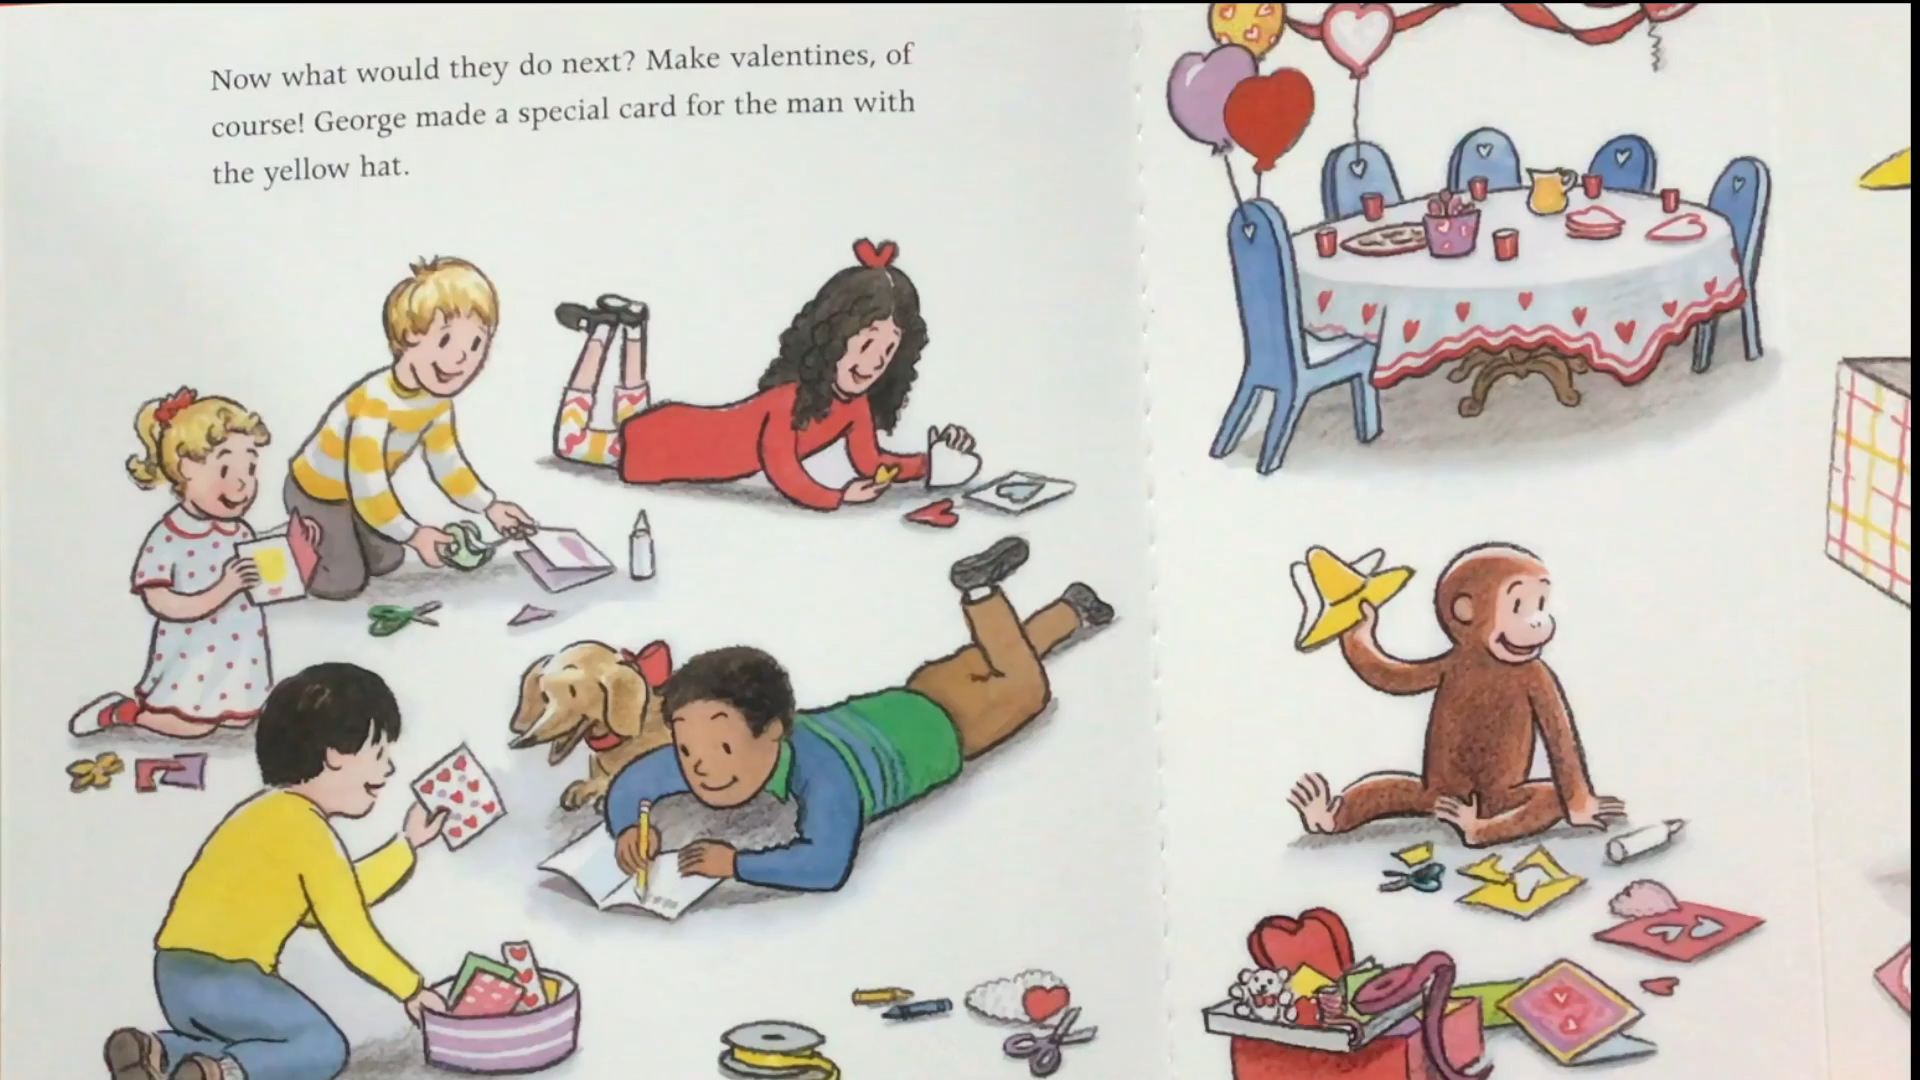 Now what would they do next? Make valentines, of
course! George made a special card for the man with
the yellow hat.